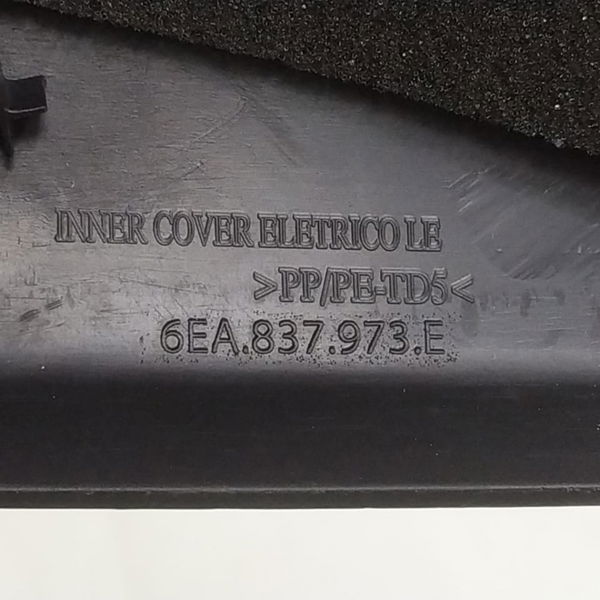 INNER COVER ELETRICO LE
>PP/PE-TD5<
6EA.837.973.E